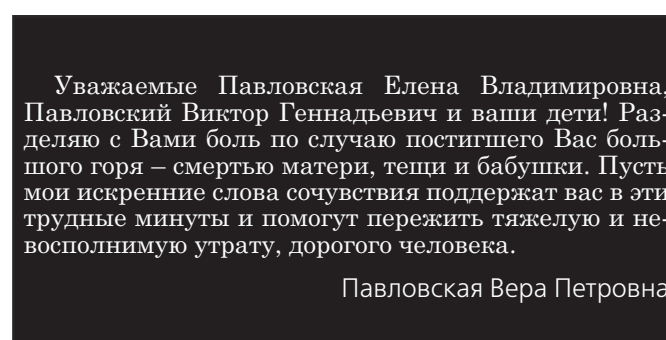 Уважаемые Павловская Елена Владимировна,
Павловский Виктор Геннадьевич и ваши дети! Раз-
деляю с Вами боль по случаю постигшего Вас боль-
шого горя – смертью матери, тещи и бабушки. Пусть
мои искренние слова сочувствия поддержат вас в эти
трудные минуты и помогут пережить тяжелую и не-
восполнимую утрату, дорогого человека.
Павловская Вера Петровна